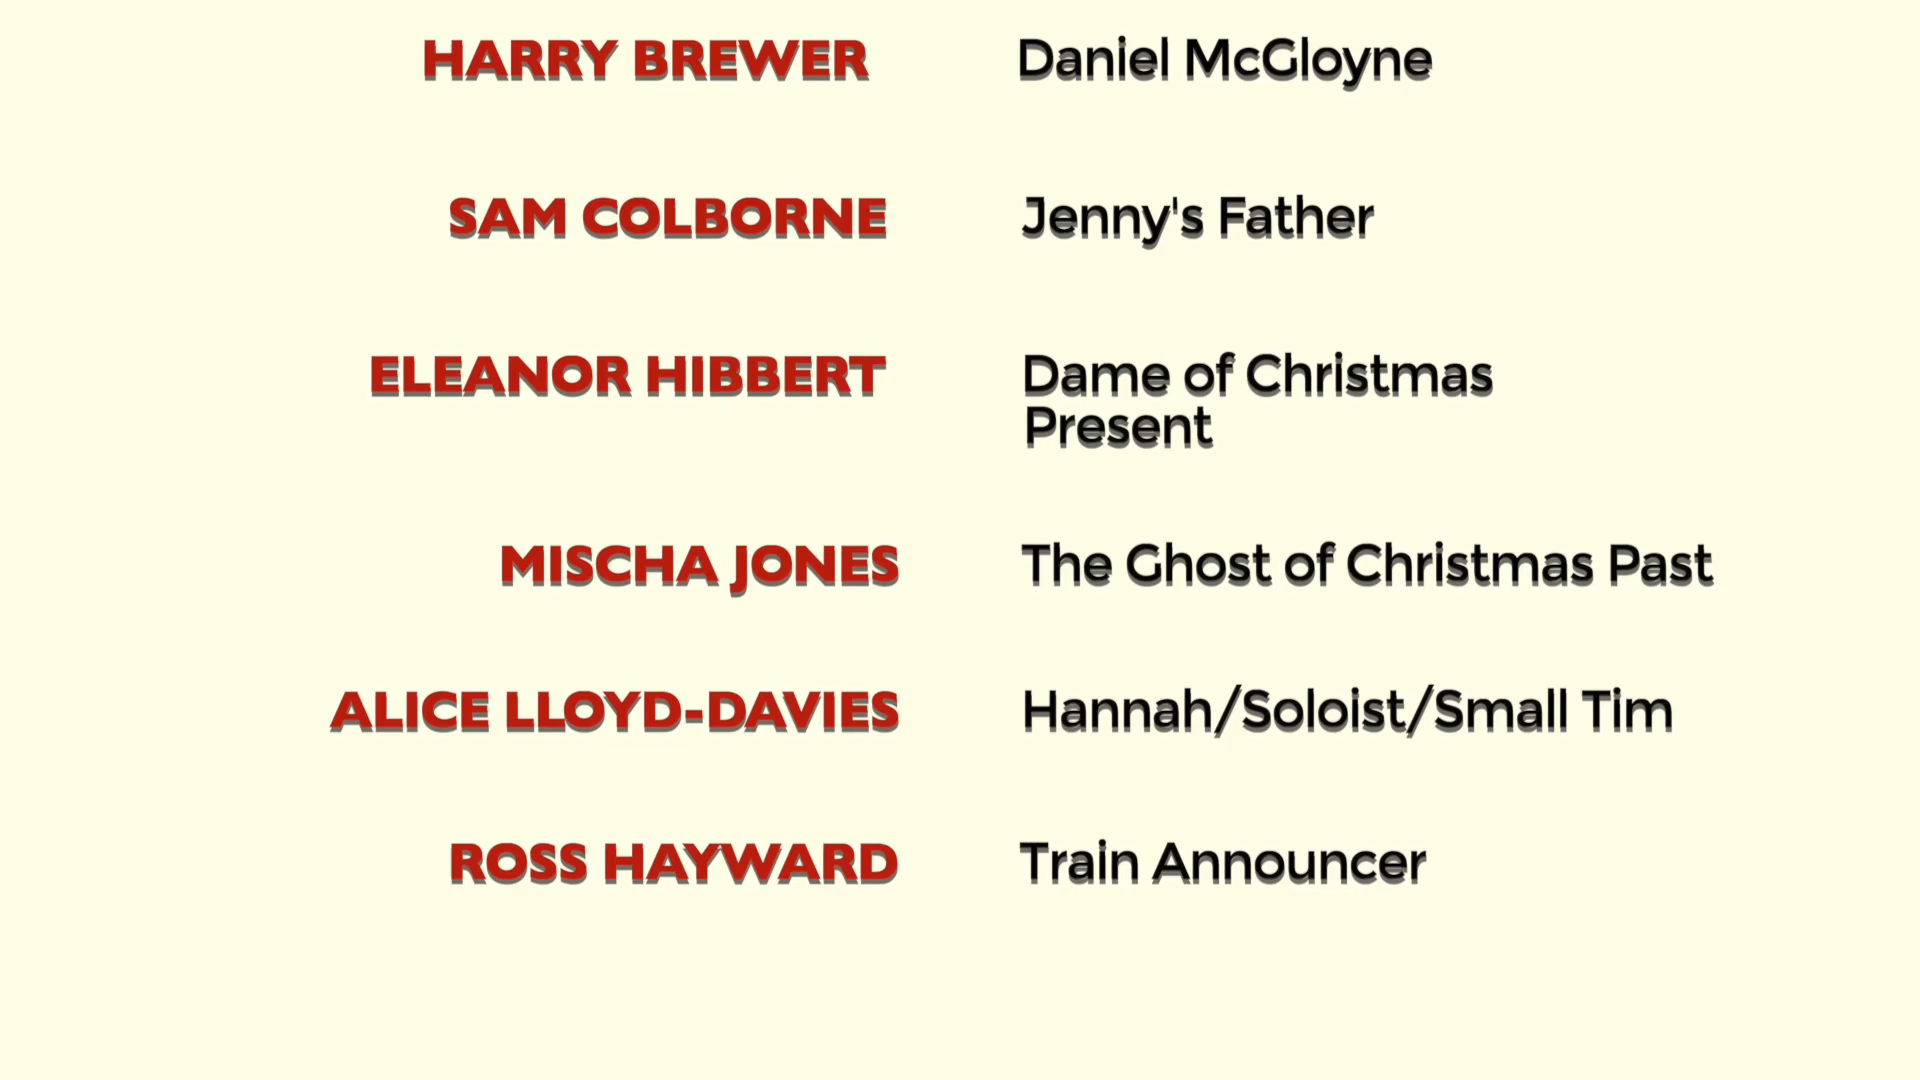 HARRY BREWER Daniel McGloyne
SAM COLBORNE Jenny's Father
ELEANOR HIBBERT Dame of Christmas
Present
MISCHA JONES The Ghost of Christmas Past
ALICE LLOYD-DAVIES Hannah/Soloist/Small Tim
ROSS HAYWARD Train Announcer